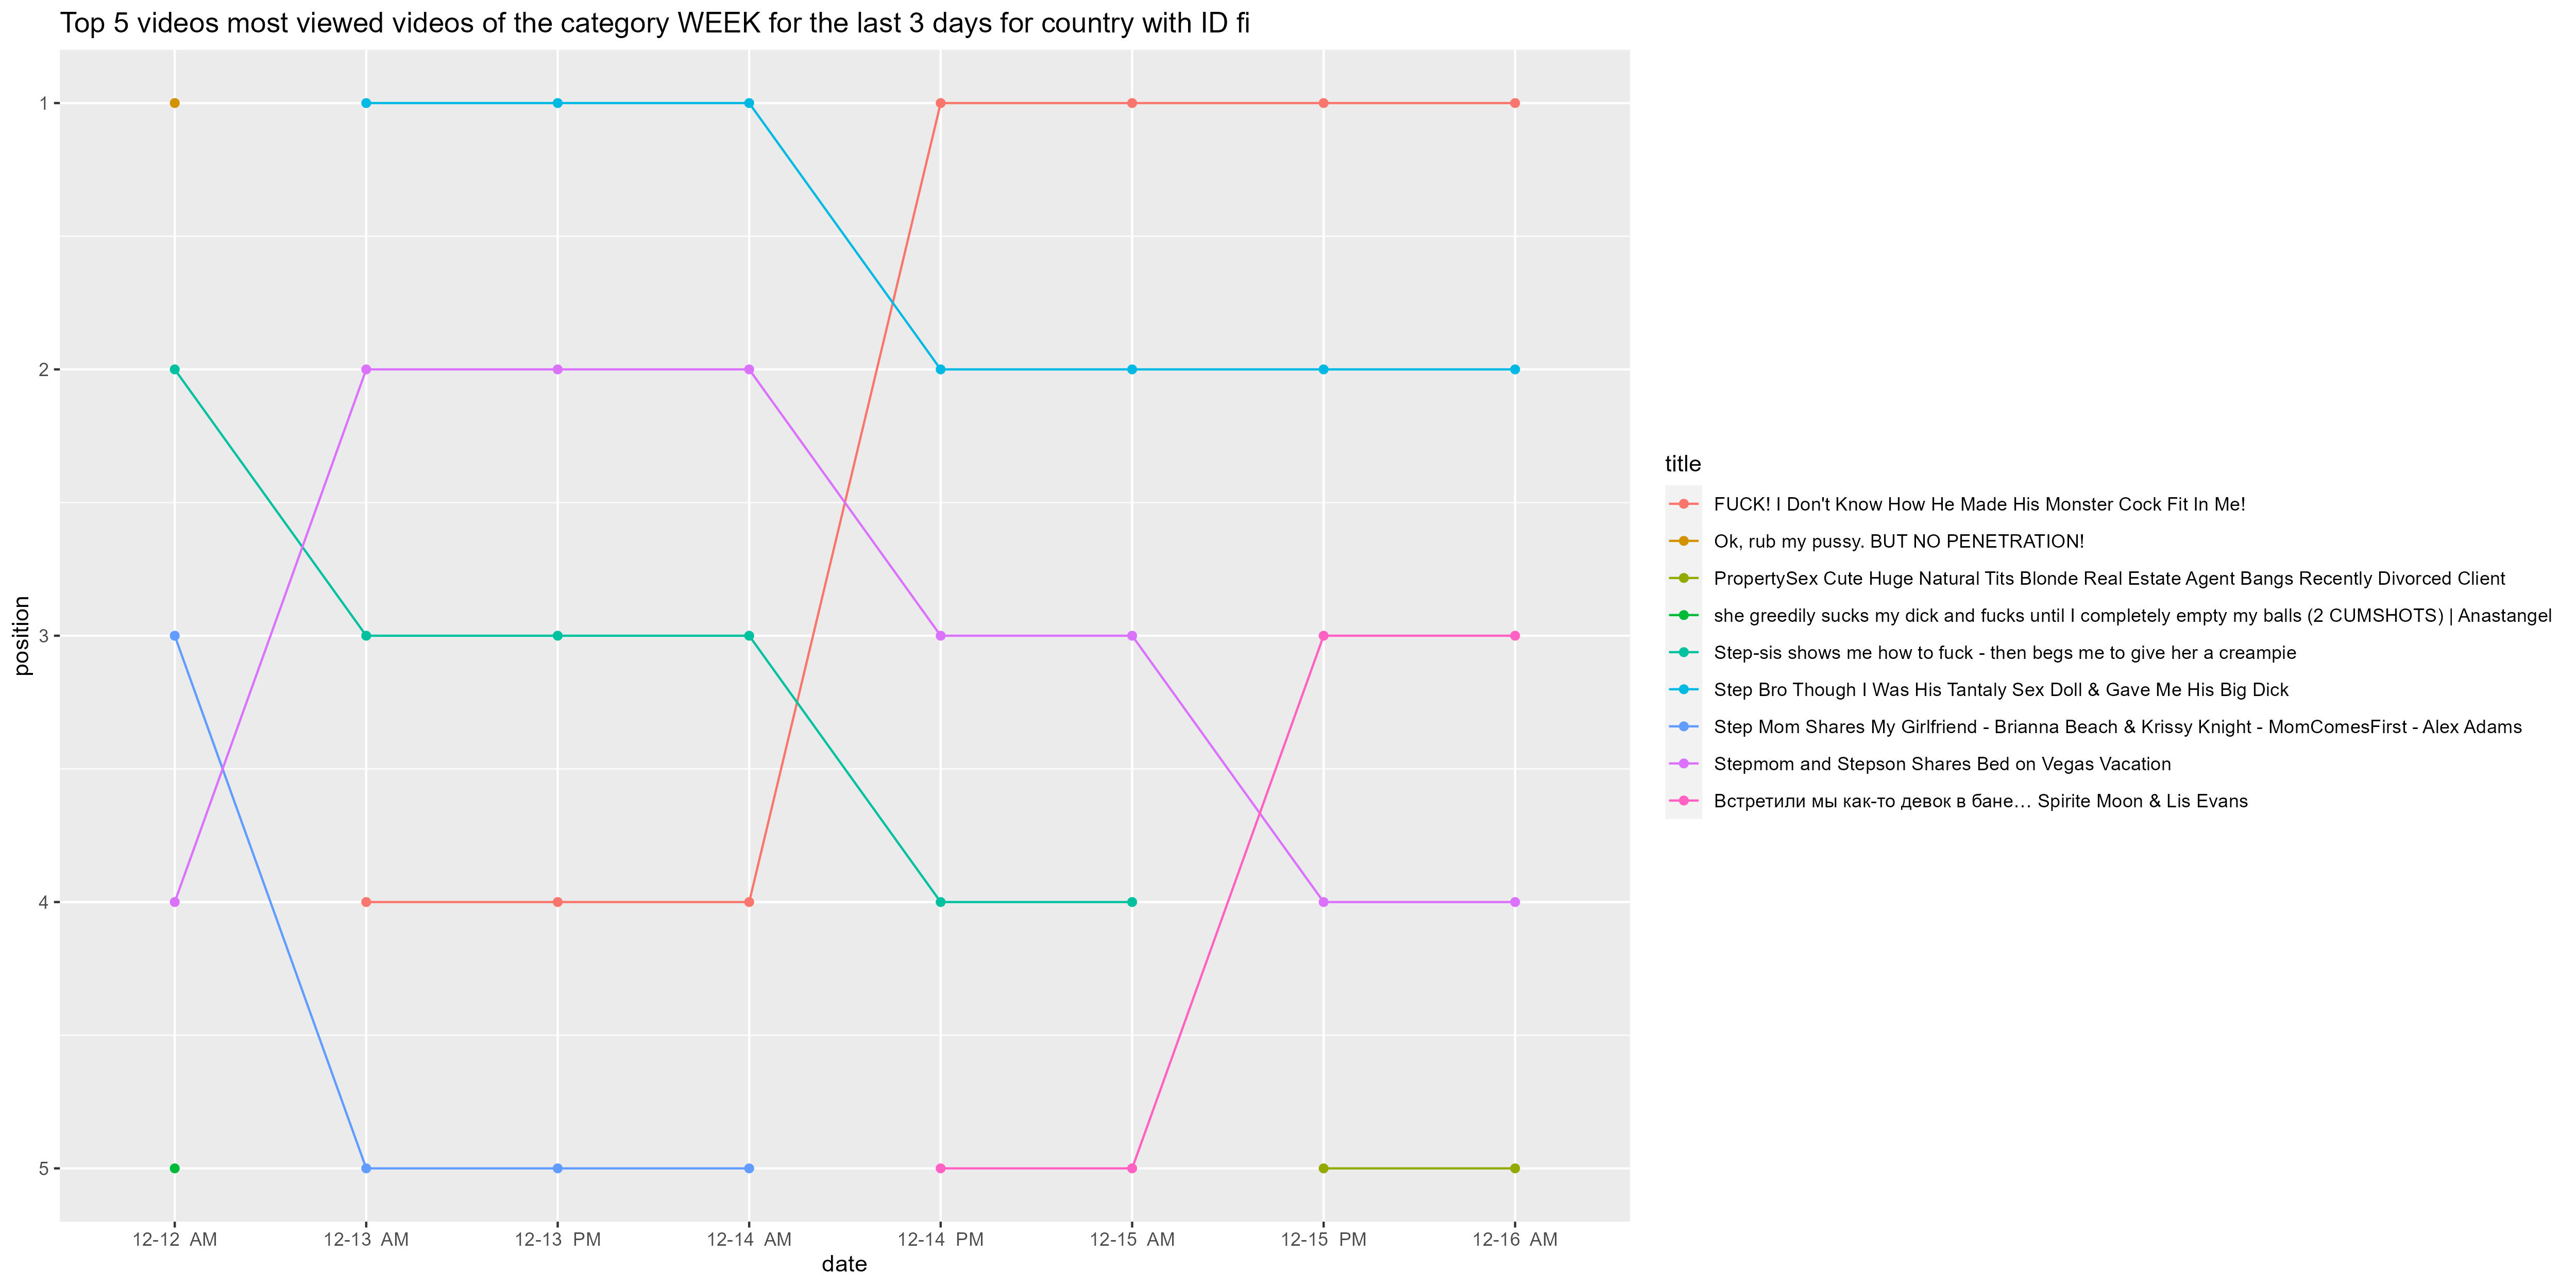 Top 5 videos most viewed videos of the category WEEK for the last 3 days for country with ID fi
position
1
2
3
4
5
12-12 AM
12-13 AM
12-13 PM
12-14 AM
12-14 PM
12-15 AM
12-15 PM
12-16 AM
date
title
FUCK! I Don't Know How He Made His Monster Cock Fit In Me!
Ok, rub my pussy. BUT NO PENETRATION!
PropertySex Cute Huge Natural Tits Blonde Real Estate Agent Bangs Recently Divorced Client
she greedily sucks my dick and fucks until I completely empty my balls (2 CUMSHOTS) | Anastangel
Step-sis shows me how to fuck - then begs me to give her a creampie
Step Bro Though I Was His Tantaly Sex Doll & Gave Me His Big Dick
Step Mom Shares My Girlfriend - Brianna Beach & Krissy Knight - MomComesFirst - Alex Adams
Stepmom and Stepson Shares Bed on Vegas Vacation
Встретили мы как-то девок в бане… Spirite Moon & Lis Evans